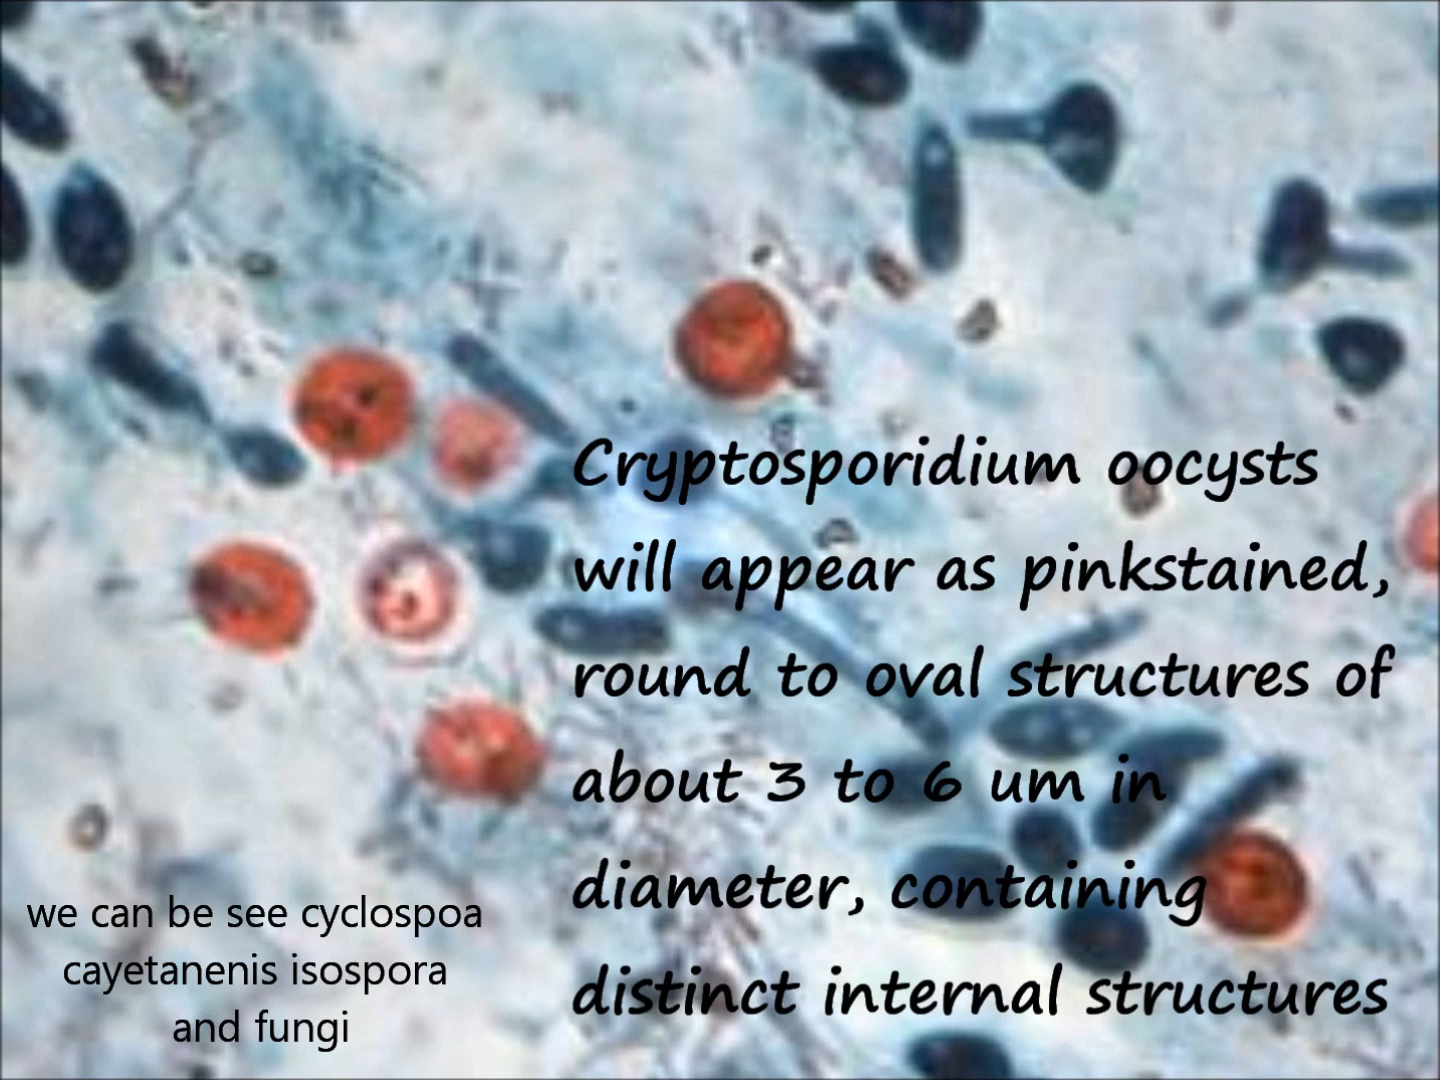 Cryptosporidium oocysts
will appear as pinkstained,
round to oval structures of
about 3 to 6 um in
diameter, containing
distinct internal structures
we can be see cyclospoa
cayetanenis isospora
and fungi